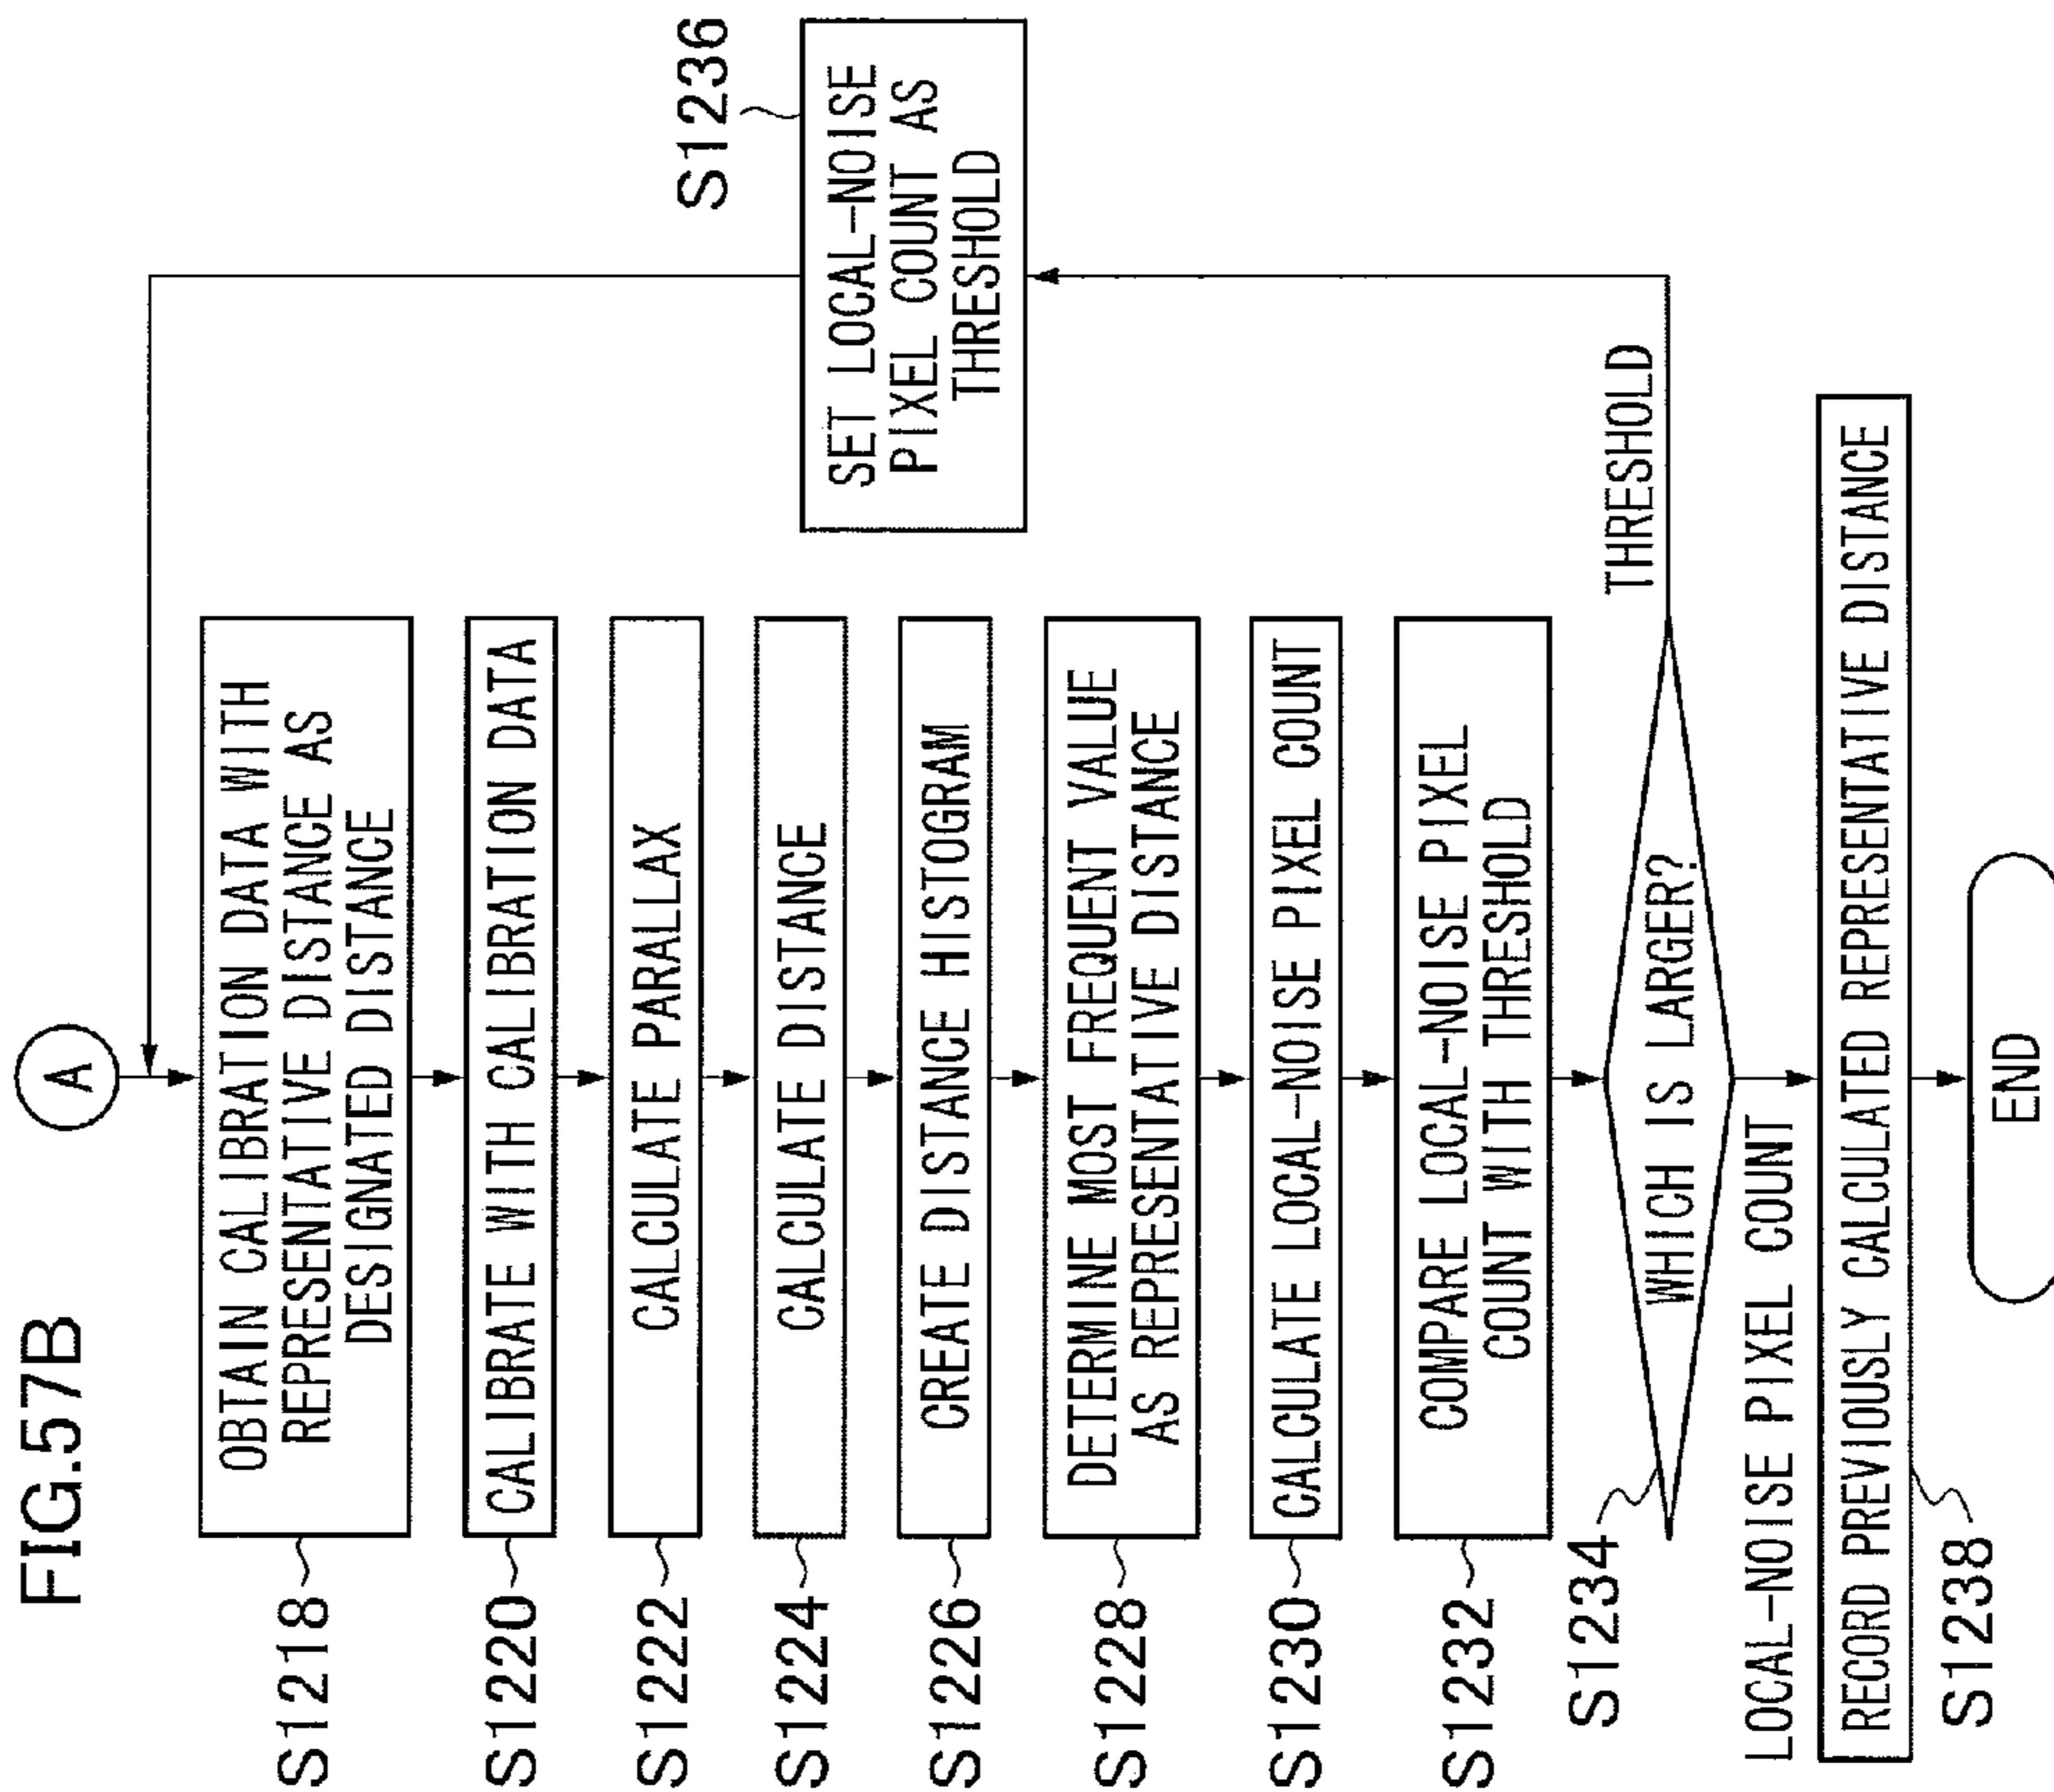 FIG.57B
A
S1218
OBTAIN CALIBRATION DATA WITH
REPRESENTATIVE DISTANCE AS
DESIGNATED DISTANCE
S1220
CALIBRATE WITH CALIBRATION DATA
S1222
CALCULATE PARALLAX
S1224
CALCULATE DISTANCE
S1226
CREATE DISTANCE HISTOGRAM
S1228
DETERMINE MOST FREQUENT VALUE
AS REPRESENTATIVE DISTANCE
S1230
CALCULATE LOCAL-NOISE PIXEL COUNT
S1232
COMPARE LOCAL-NOISE PIXEL
COUNT WITH THRESHOLD
S1234
WHICH IS LARGER?
THRESHOLD
S1236
SET LOCAL-NOISE
PIXEL COUNT AS
THRESHOLD
LOCAL-NOISE PIXEL COUNT
RECORD PREVIOUSLY CALCULATED REPRESENTATIVE DISTANCE
S1238
END